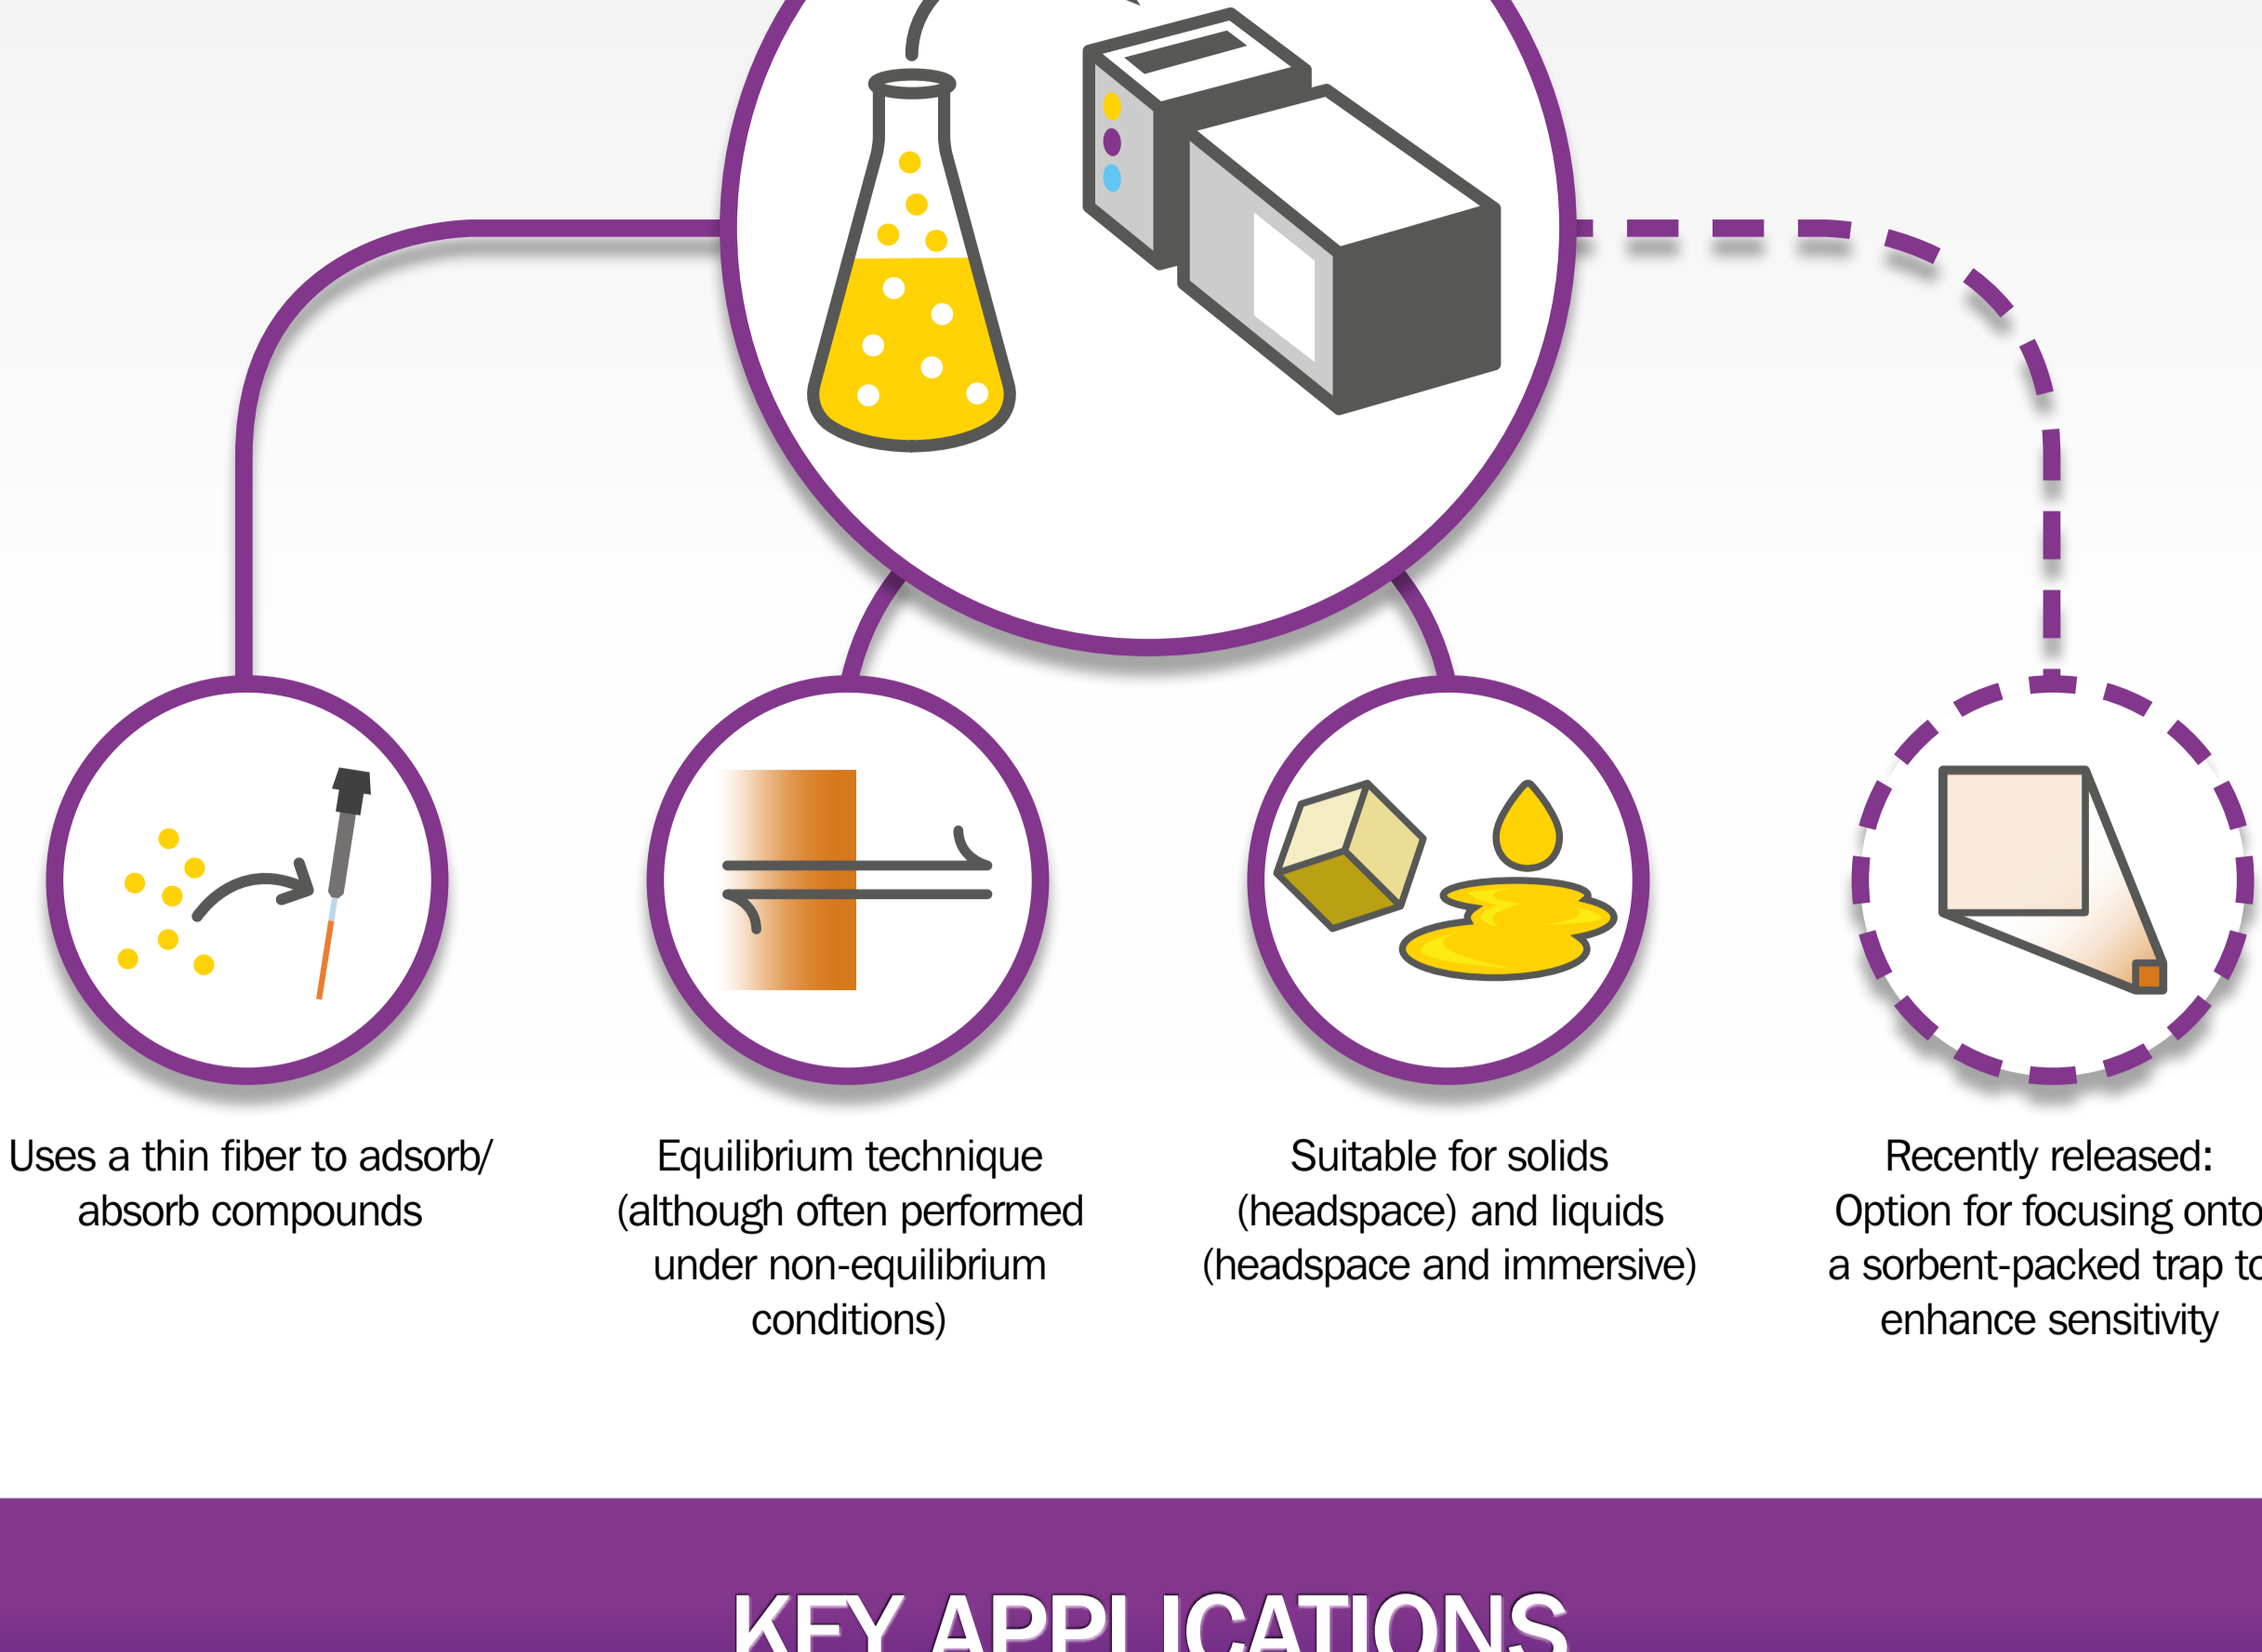 Uses a thin fiber to adsorb/
absorb compounds
Equilibrium technique
(although often performed
under non-equilibrium
conditions)
Suitable for solids
(headspace) and liquids
(headspace and immersive)
Recently released:
Option for focusing onto
a sorbent-packed trap to
enhance sensitivity
KEY APPLICATIONS